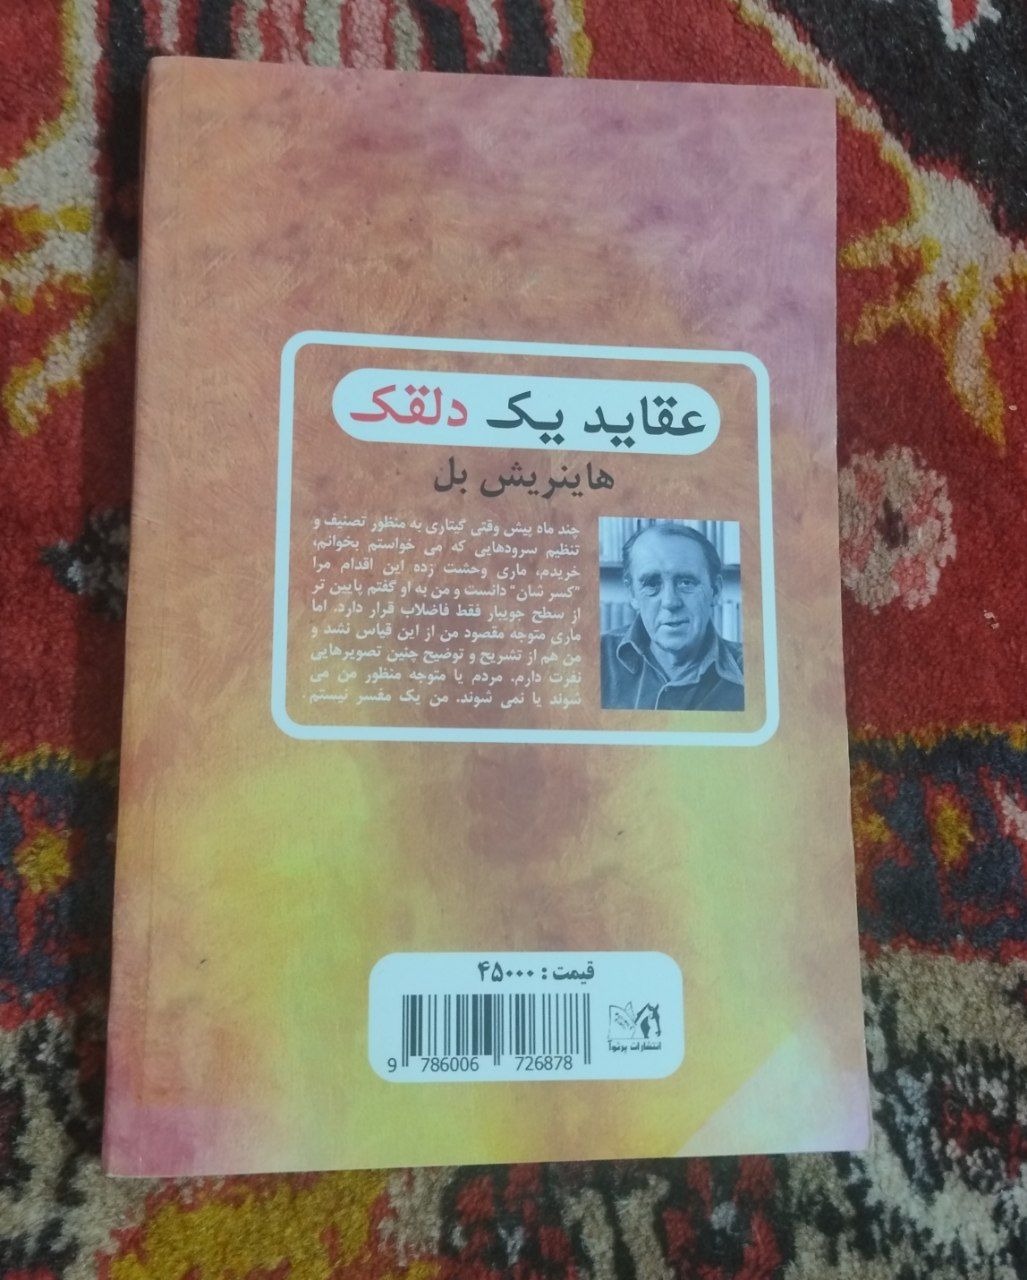 عقاید یک دلقک
هاینریش بل
چند ماه پیش وقتی گیتاری به منظور تصنیف و
تنظیم سرودهایی که می خواستم بخوانم،
خریدم، ماری وحشت زده این اقدام مرا
"کسر شان" دانست و من به او گفتم پایین تر
از سطح جویبار فقط فاضلاب قرار دارد. اما
ماری متوجه مقصود من از این قیاس نشد و
من هم از تشریح و توضیح چنین تصویرهایی
نفرت دارم. مردم یا متوجه منظور من می
شوند یا نمی شوند. من یک مفسر نیستم.
قیمت : ۴۵۰۰۰
انتشارات
9 786006 726878